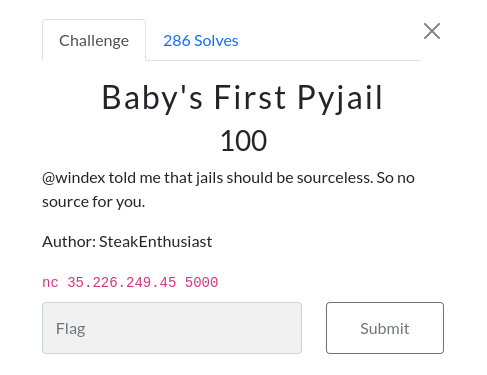 Challenge
286 Solves
Baby's First Pyjail
100
@windex told me that jails should be sourceless. So no
source for you.
Author: SteakEnthusiast
nc 35.226.249.45 5000
Flag
Submit